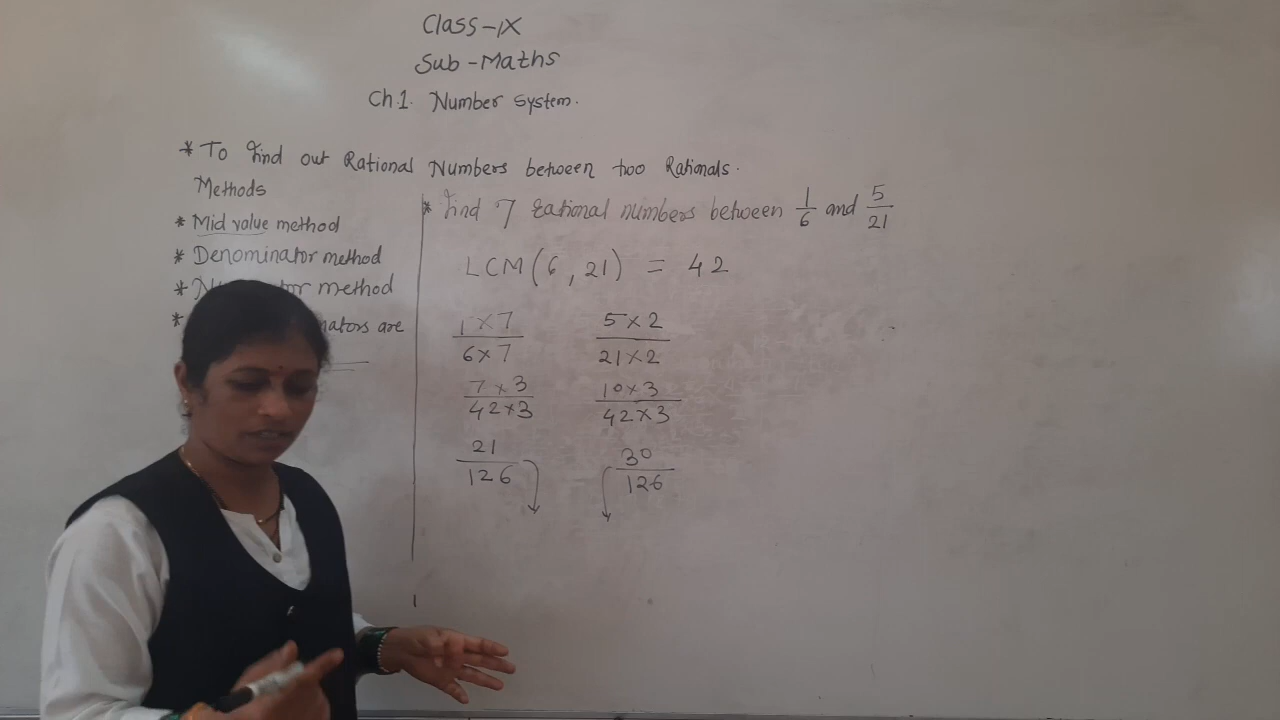 Class-IX
Sub-Maths
Ch.1. Number System.
* To find out Rational Numbers between two Rationals.
Methods
* Mid value method
* Denominator method
* method
* are
* Find 7 rational numbers between 1/6 and 5/21
LCM(6, 21) = 42
1×7/6×7 5×2/21×2
7×3/42×3 10×3/42×3
21/126 30/126